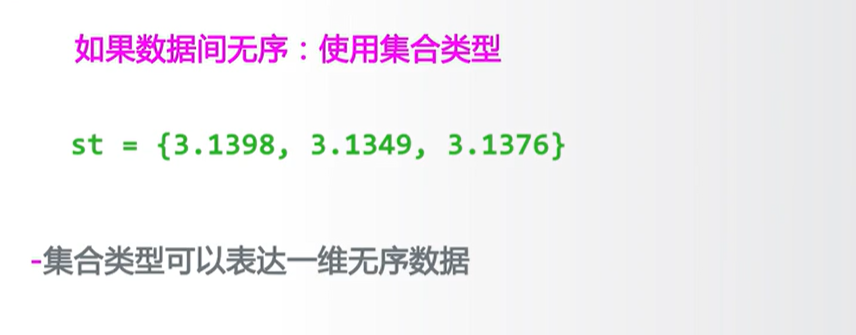 如果数据间无序：使用集合类型
st = {3.1398, 3.1349, 3.1376}
-集合类型可以表达一维无序数据